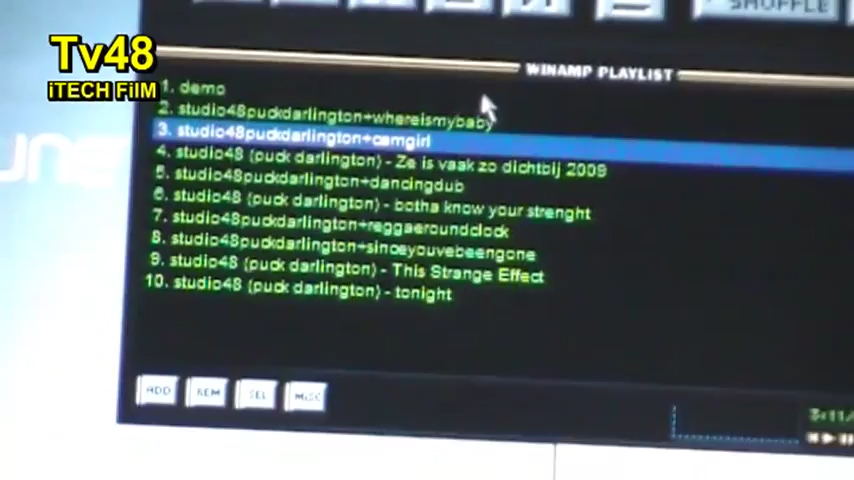 SHUFFLE
Tv48
iTECH FiLM
WINAMP PLAYLIST
1. demo
2. studio48puckdarlington+whereismybaby
3. studio48puckdarlington+camgirl
4. studio48 (puck darlington) - Ze is vaak zo dichtbij 2009
5. studio48puckdarlington+dancingdub
6. studio48 (puck darlington) - botha know your strenght
7. studio48puckdarlington+reggaeroundclock
8. studio48puckdarlington+sinceyouvebeengone
9. studio48 (puck darlington) - This Strange Effect
10. studio48 (puck darlington) - tonight
ADD REM SEL MISC
3:11/